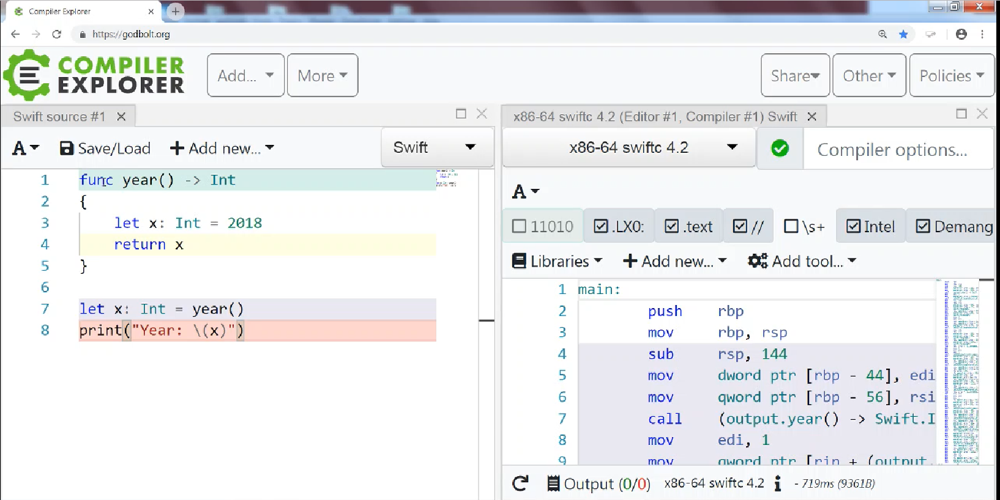 Compiler Explorer
https://godbolt.org
COMPILER
EXPLORER
Add...
More
Share
Other
Policies
Swift source #1
x86-64 swiftc 4.2 (Editor #1, Compiler #1) Swift
A
Save/Load
Add new...
Swift
x86-64 swiftc 4.2
Compiler options...
1 func year() -> Int
2 {
3 let x: Int = 2018
4 return x
5 }
6
7 let x: Int = year()
8 print("Year: \(x)")
A
11010
.LX0:
.text
//
\s+
Intel
Demang
Libraries
Add new...
Add tool...
1 main:
2 push rbp
3 mov rbp, rsp
4 sub rsp, 144
5 mov dword ptr [rbp - 44], edi
6 mov qword ptr [rbp - 56], rsi
7 call (output.year() -> Swift.I
8 mov edi, 1
9 mov qword ptr [rip + (output.
Output (0/0) x86-64 swiftc 4.2 i - 719ms (9361B)